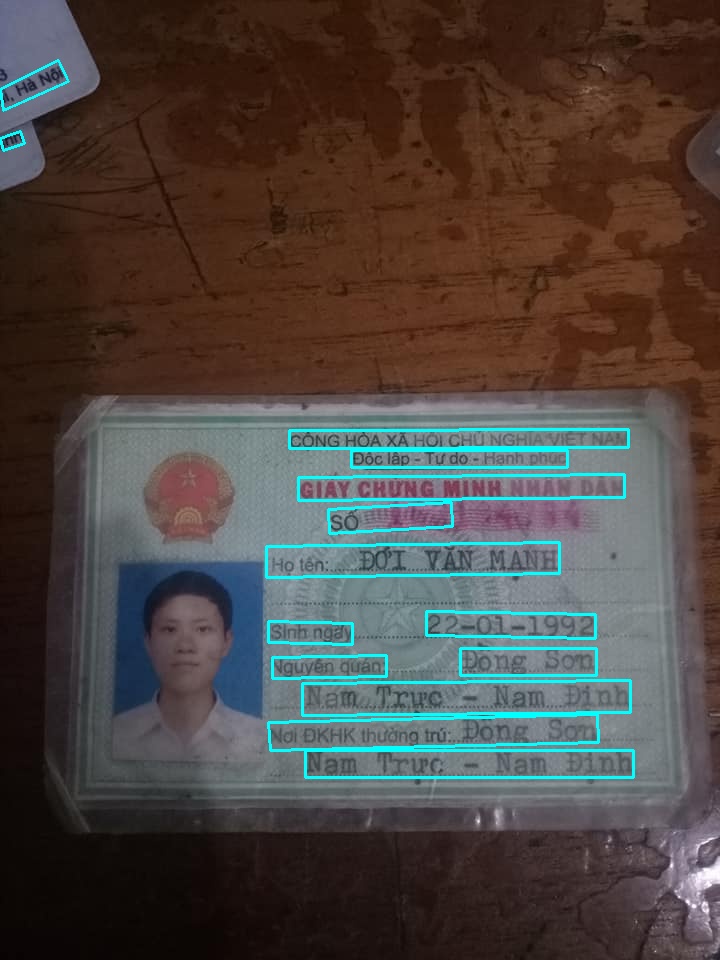 Hà Nội
CỘNG HÒA XÃ HỘI CHỦ NGHĨA VIỆT NAM
Độc lập - Tự do - Hạnh phúc
GIẤY CHỨNG MINH NHÂN DÂN
SỐ
Họ tên: ĐỚI VĂN MẠNH
Sinh ngày 22-01-1992
Nguyên quán: Đồng Sơn
Nam Trực - Nam Định
Nơi ĐKHK thường trú: Đồng Sơn
Nam Trực - Nam Định